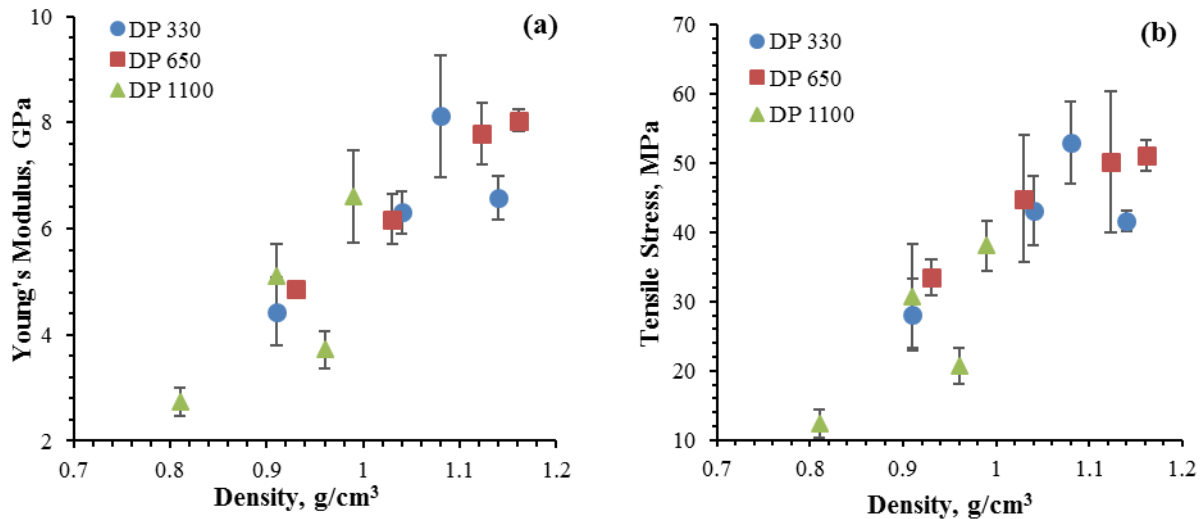 (a)
DP 330
DP 650
DP 1100
Young's Modulus, GPa
10
8
6
4
2
0.7 0.8 0.9 1 1.1 1.2
Density, g/cm³
(b)
DP 330
DP 650
DP 1100
Tensile Stress, MPa
70
60
50
40
30
20
10
0.7 0.8 0.9 1 1.1 1.2
Density, g/cm³